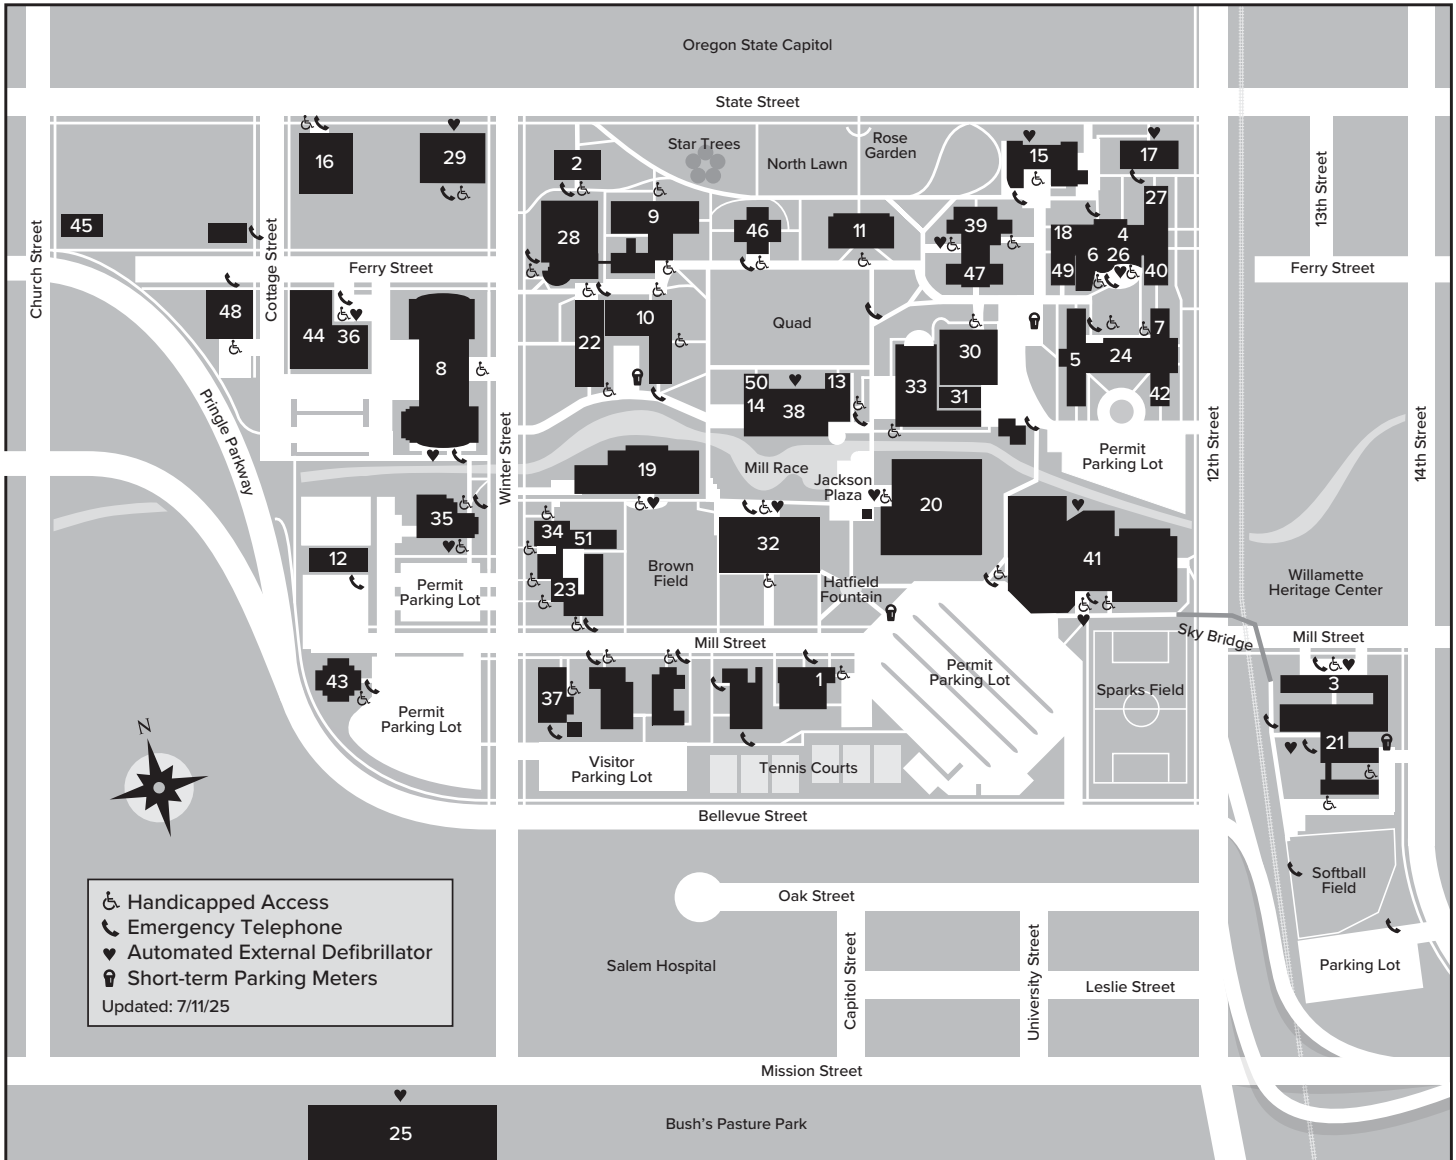 Oregon State Capitol
State Street
Star Trees
North Lawn
Rose
Garden
16
29
2
15
17
13th Street
45
Church Street
Cottage Street
28
9
46
11
39
47
27
18
4
6
26
49
40
Ferry Street
Ferry Street
48
44
36
8
22
10
Quad
30
33
31
5
24
7
42
50
14
38
13
Pringle Parkway
Winter Street
12th Street
14th Street
Permit
Parking Lot
19
Mill Race
Jackson
Plaza
20
35
34
51
23
32
41
12
Brown
Field
Hatfield
Fountain
Permit
Parking Lot
Willamette
Heritage Center
Mill Street
Sky Bridge
Mill Street
43
37
1
Permit
Parking Lot
Sparks Field
3
21
Permit
Parking Lot
Visitor
Parking Lot
Tennis Courts
N
Bellevue Street
Softball
Field
Oak Street
Handicapped Access
Emergency Telephone
Automated External Defibrillator
Short-term Parking Meters
Updated: 7/11/25
Salem Hospital
Capitol Street
University Street
Leslie Street
Parking Lot
Mission Street
25
Bush's Pasture Park